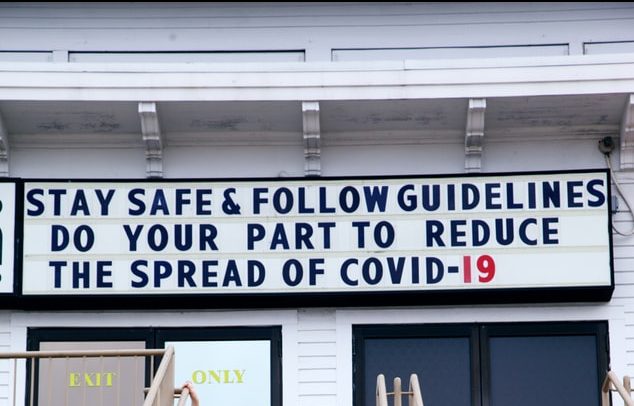 STAY SAFE & FOLLOW GUIDELINES
DO YOUR PART TO REDUCE
THE SPREAD OF COVID-19
EXIT ONLY